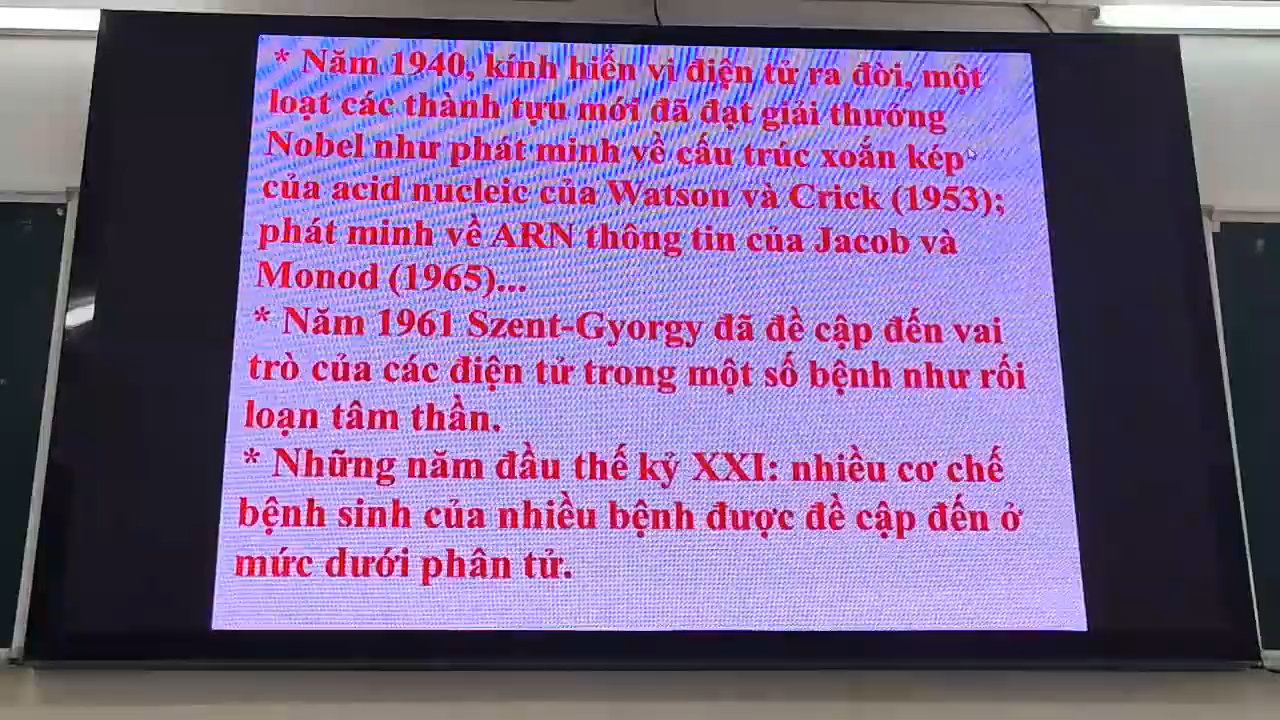 * Năm 1940, kính hiển vi điện tử ra đời, một
loạt các thành tựu mới đã đạt giải thưởng
Nobel như phát minh về cấu trúc xoắn kép
của acid nucleic của Watson và Crick (1953);
phát minh về ARN thông tin của Jacob và
Monod (1965)...
* Năm 1961 Szent-Gyorgy đã đề cập đến vai
trò của các điện tử trong một số bệnh như rối
loạn tâm thần.
* Những năm đầu thế kỷ XXI: nhiều cơ chế
bệnh sinh của nhiều bệnh được đề cập đến ở
mức dưới phân tử.